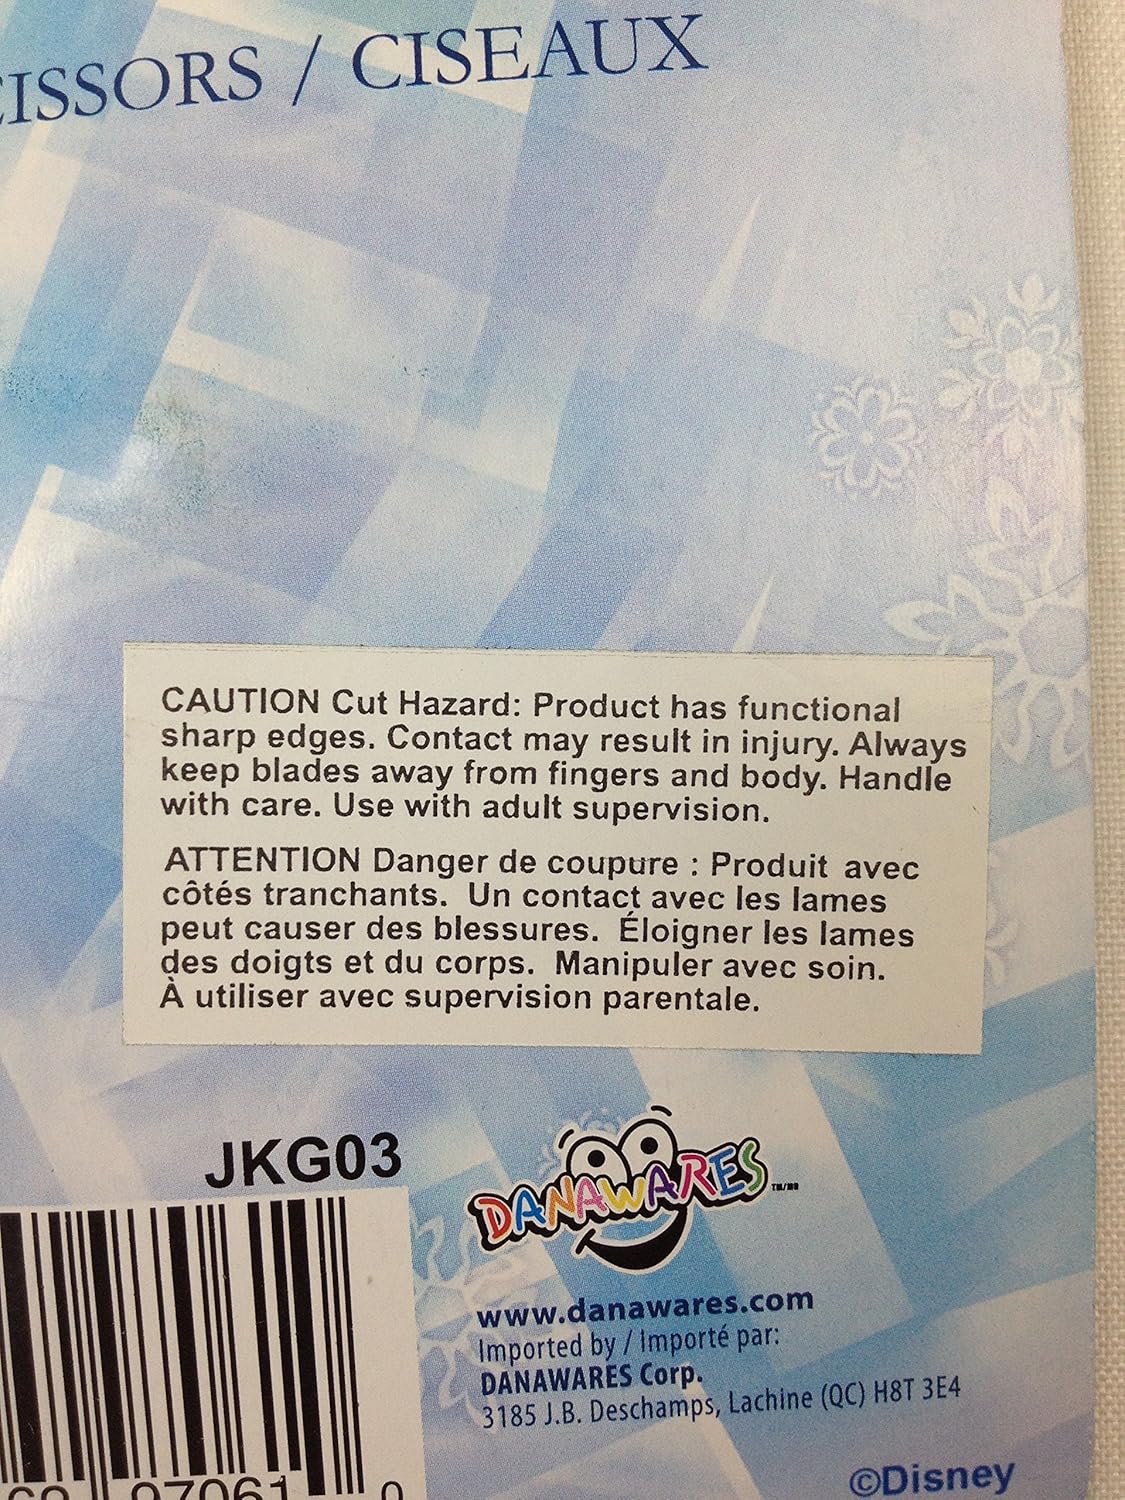 CISSORS / CISEAUX
CAUTION Cut Hazard: Product has functional
sharp edges. Contact may result in injury. Always
keep blades away from fingers and body. Handle
with care. Use with adult supervision.
ATTENTION Danger de coupure : Produit avec
côtés tranchants. Un contact avec les lames
peut causer des blessures. Éloigner les lames
des doigts et du corps. Manipuler avec soin.
À utiliser avec supervision parentale.
JKG03
DANAWARES
www.danawares.com
Imported by / Importé par:
DANAWARES Corp.
3185 J.B. Deschamps, Lachine (QC) H8T 3E4
97061 0
©Disney